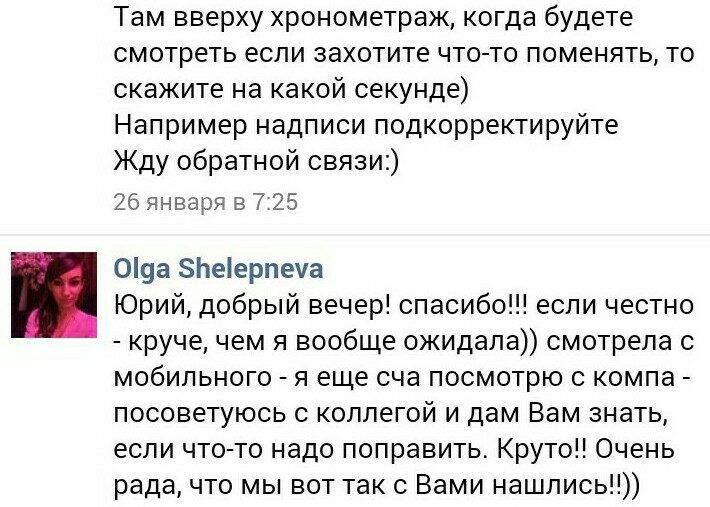 Там вверху хронометраж, когда будете
смотреть если захотите что-то поменять, то
скажите на какой секунде)
Например надписи подкорректируйте
Жду обратной связи:)
26 января в 7:25
Olga Shelepneva
Юрий, добрый вечер! спасибо!!! если честно
- круче, чем я вообще ожидала)) смотрела с
мобильного - я еще сча посмотрю с компа -
посоветуюсь с коллегой и дам Вам знать,
если что-то надо поправить. Круто!! Очень
рада, что мы вот так с Вами нашлись!!))